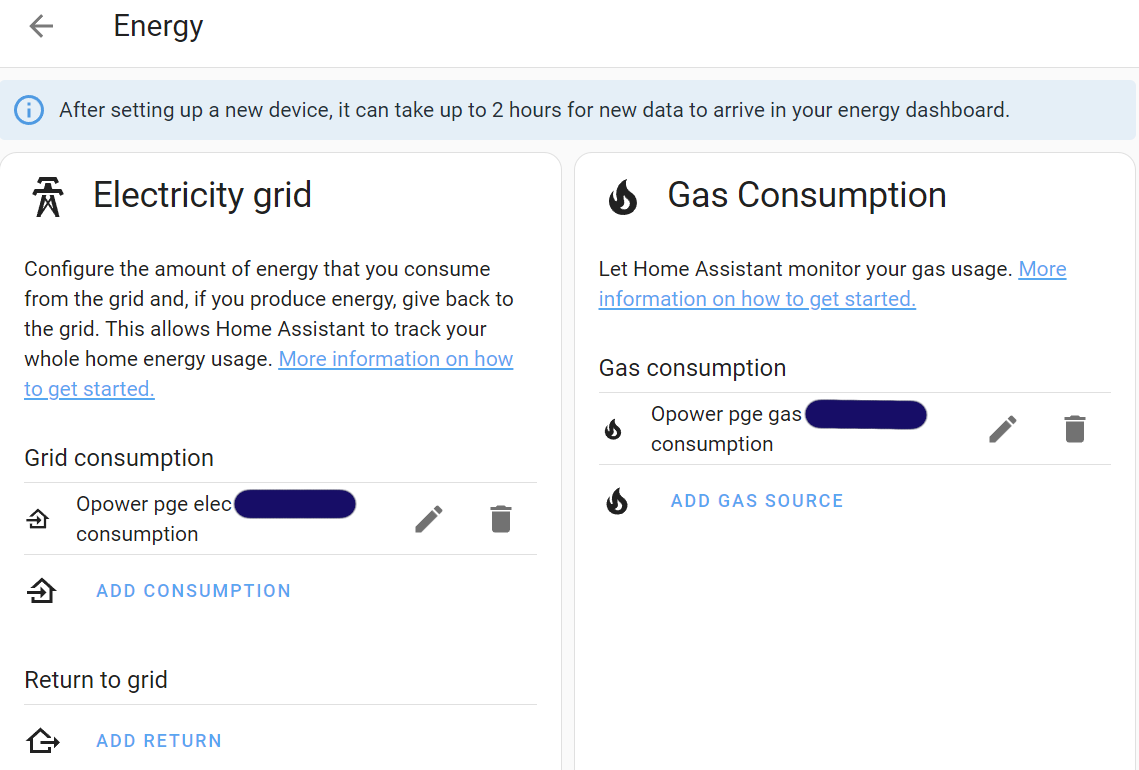 Energy
After setting up a new device, it can take up to 2 hours for new data to arrive in your energy dashboard.
Electricity grid
Configure the amount of energy that you consume
from the grid and, if you produce energy, give back to
the grid. This allows Home Assistant to track your
whole home energy usage. More information on how
to get started.
Grid consumption
Opower pge elec
consumption
ADD CONSUMPTION
Return to grid
ADD RETURN
Gas Consumption
Let Home Assistant monitor your gas usage. More
information on how to get started.
Gas consumption
Opower pge gas
consumption
ADD GAS SOURCE